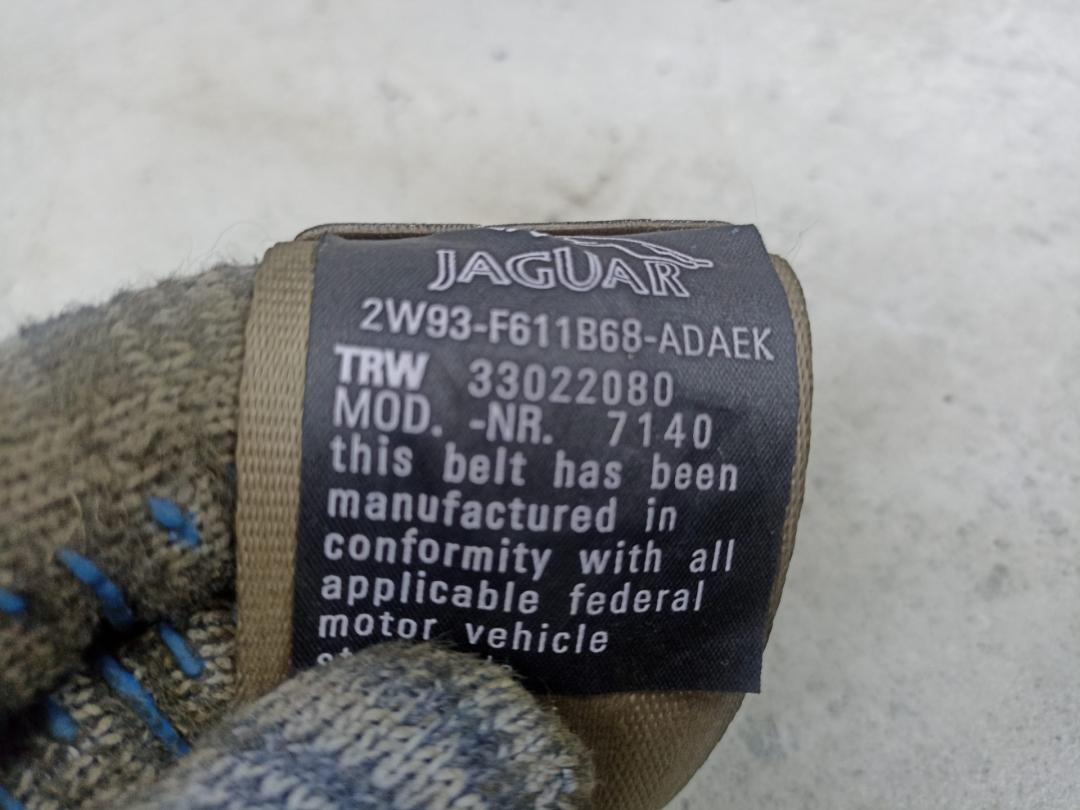 JAGUAR
2W93-F611B68-ADAEK
TRW 33022080
MOD. -NR. 7140
this belt has been
manufactured in
conformity with all
applicable federal
motor vehicle